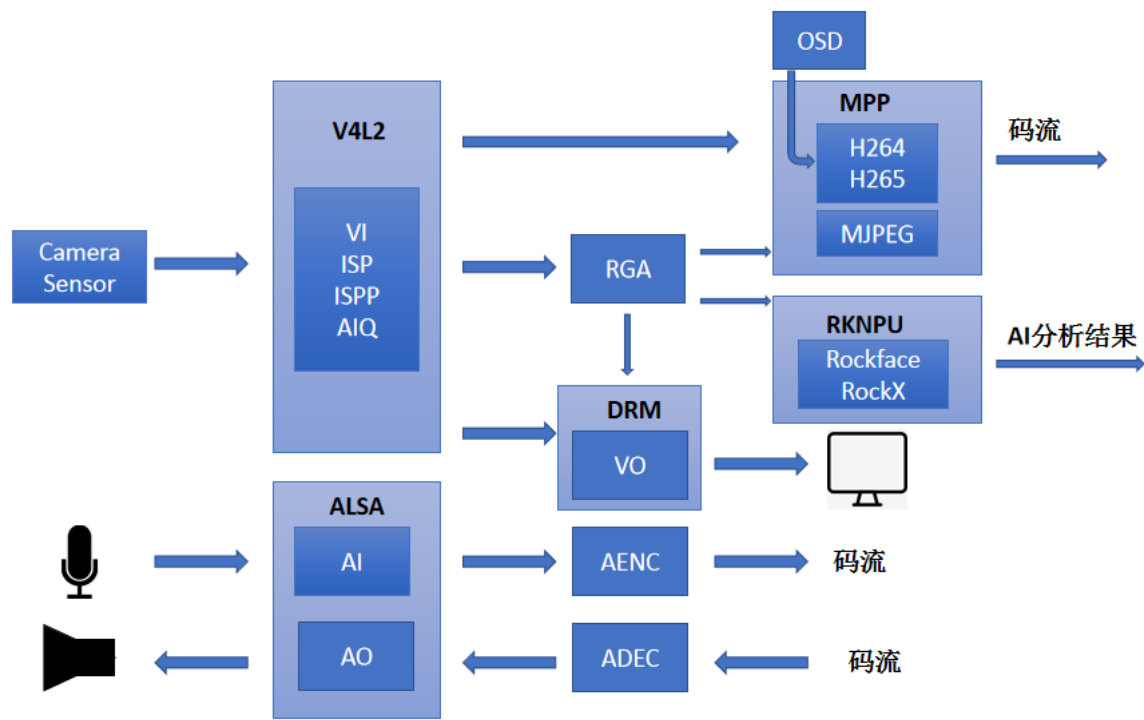 OSD
V4L2
MPP
码流
H264
H265
MJPEG
Camera
Sensor
VI
ISP
ISPP
AIQ
RGA
RKNPU
AI分析结果
Rockface
RockX
DRM
VO
ALSA
AI
AENC
码流
AO
ADEC
码流